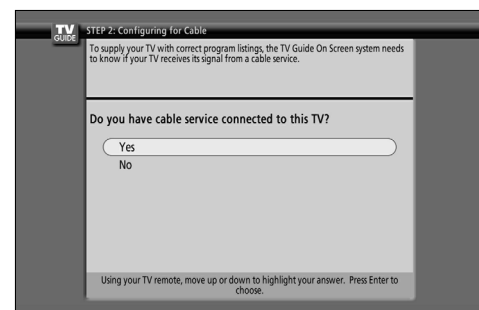 TV
GUIDE
STEP 2: Configuring for Cable
To supply your TV with correct program listings, the TV Guide On Screen system needs
to know if your TV receives its signal from a cable service.
Do you have cable service connected to this TV?
Yes
No
Using your TV remote, move up or down to highlight your answer. Press Enter to
choose.